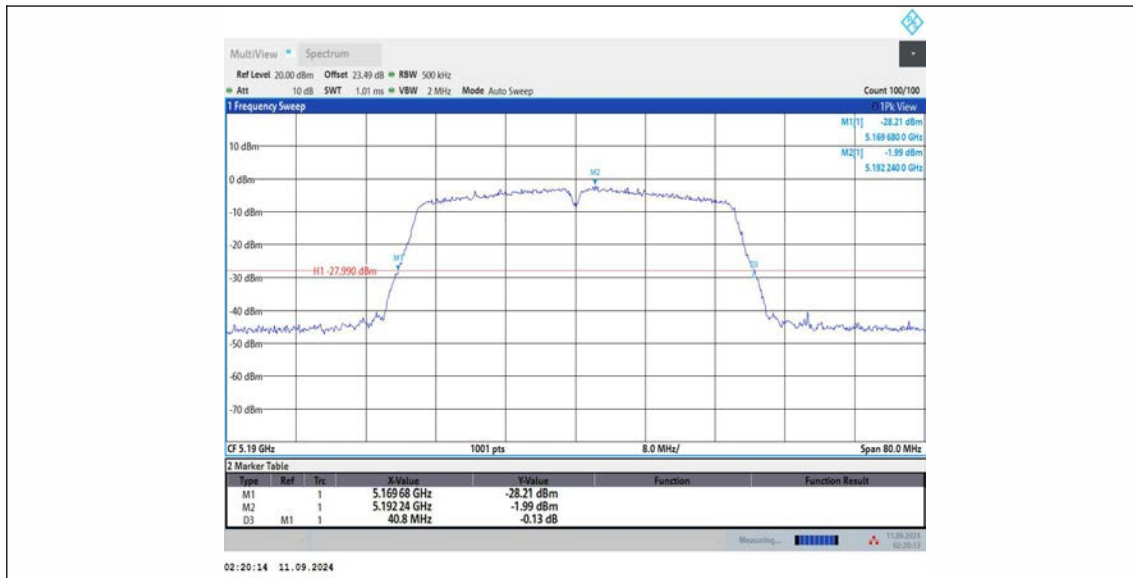 MultiView Spectrum
Ref Level 20.00 dBm Offset 23.49 dB RBW 500 kHz
Att 10 dB SWT 1.01 ms VBW 2 MHz Mode Auto Sweep Count 100/100
1 Frequency Sweep 1Pk View
M1[1] -28.21 dBm
5.169 680 0 GHz
M2[1] -1.99 dBm
5.192 240 0 GHz
10 dBm
M2
0 dBm
-10 dBm
-20 dBm
M1
D3
H1 -27.990 dBm
-30 dBm
-40 dBm
-50 dBm
-60 dBm
-70 dBm
CF 5.19 GHz 1001 pts 8.0 MHz/ Span 80.0 MHz
2 Marker Table
Type Ref Trc X-Value Y-Value Function Function Result
M1 1 5.169 68 GHz -28.21 dBm
M2 1 5.192 24 GHz -1.99 dBm
D3 M1 1 40.8 MHz -0.13 dB
Measuring... 11.09.2024
02:20:13
02:20:14 11.09.2024